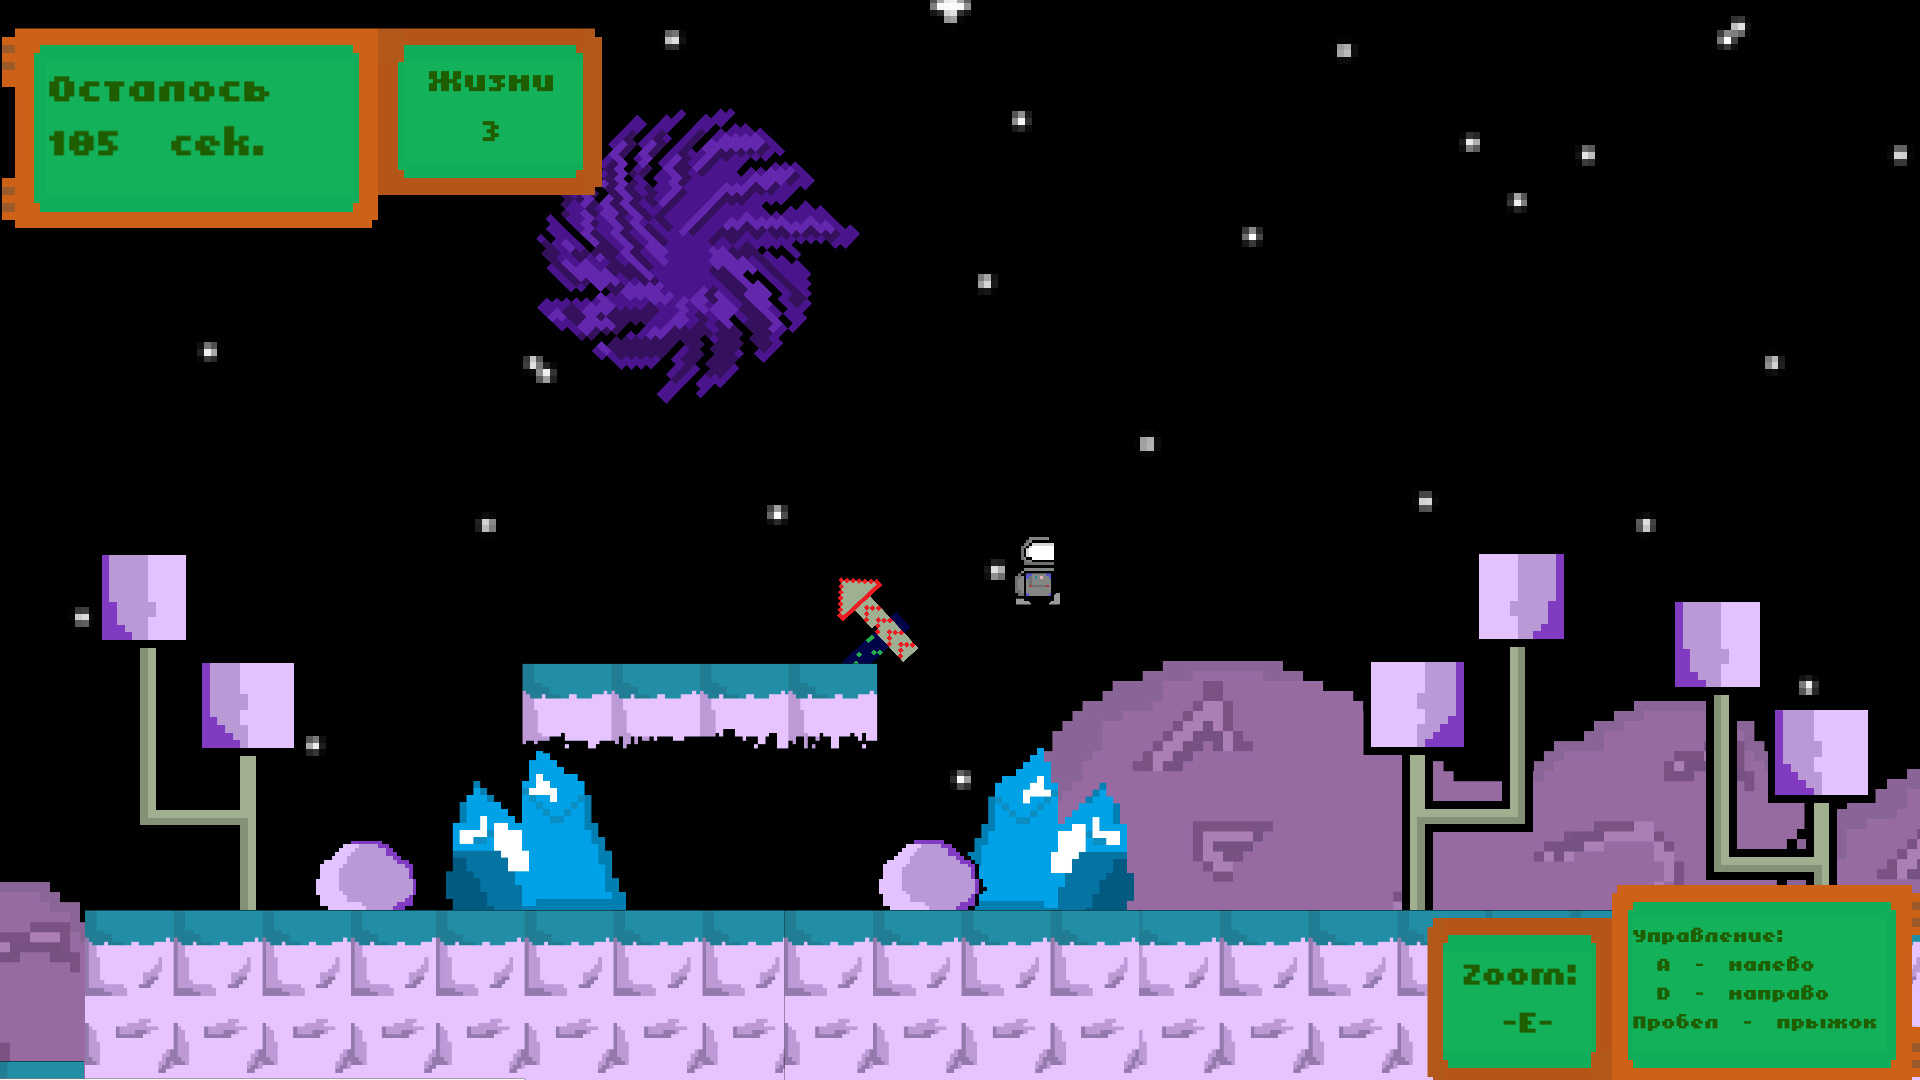 Осталось
105 сек.
Жизни
3
Zoom:
-E-
Управление:
A - налево
D - направо
Пробел - прыжок